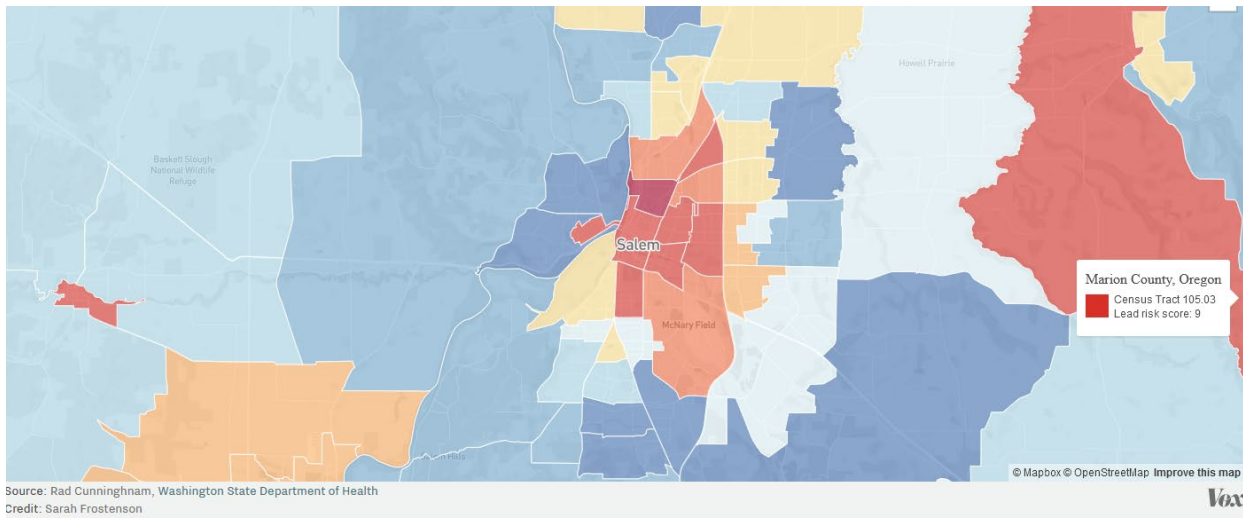 Howell Prairie
Baskett Slough
National Wildlife
Refuge
Salem
Marion County, Oregon
Census Tract 105.03
Lead risk score: 9
McNary Field
Hills
© Mapbox © OpenStreetMap Improve this map
Source: Rad Cunninghnam, Washington State Department of Health
Credit: Sarah Frostenson
Vox